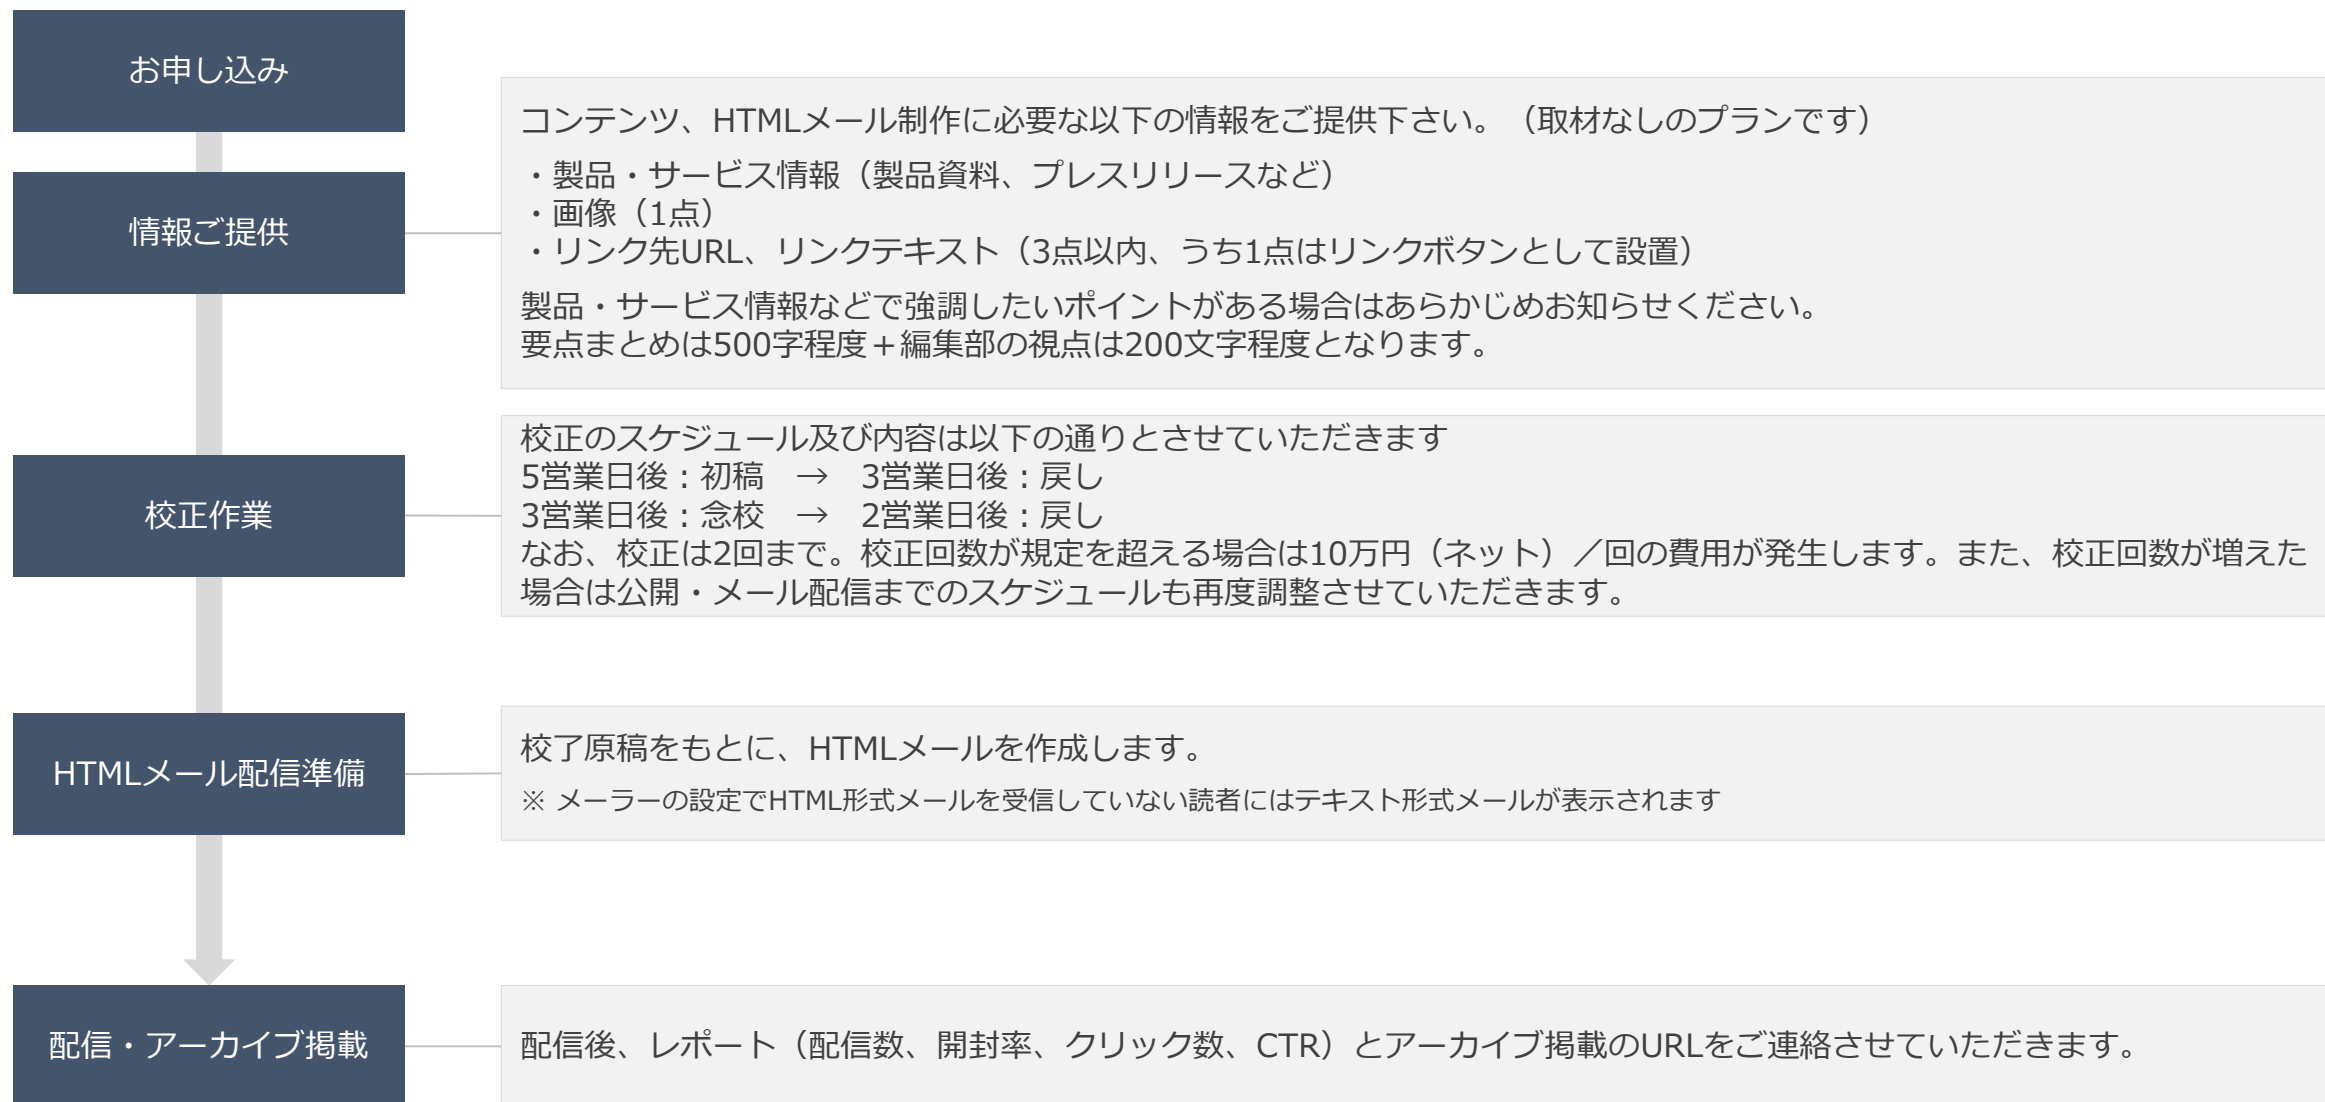 お申し込み
情報ご提供
コンテンツ、HTMLメール制作に必要な以下の情報をご提供下さい。（取材なしのプランです）
・製品・サービス情報（製品資料、プレスリリースなど）
・画像（1点）
・リンク先URL、リンクテキスト（3点以内、うち1点はリンクボタンとして設置）
製品・サービス情報などで強調したいポイントがある場合はあらかじめお知らせください。
要点まとめは500字程度＋編集部の視点は200文字程度となります。
校正作業
校正のスケジュール及び内容は以下の通りとさせていただきます
5営業日後：初稿　→　3営業日後：戻し
3営業日後：念校　→　2営業日後：戻し
なお、校正は2回まで。校正回数が規定を超える場合は10万円（ネット）／回の費用が発生します。また、校正回数が増えた
場合は公開・メール配信までのスケジュールも再度調整させていただきます。
HTMLメール配信準備
校了原稿をもとに、HTMLメールを作成します。
※ メーラーの設定でHTML形式メールを受信していない読者にはテキスト形式メールが表示されます
配信・アーカイブ掲載
配信後、レポート（配信数、開封率、クリック数、CTR）とアーカイブ掲載のURLをご連絡させていただきます。